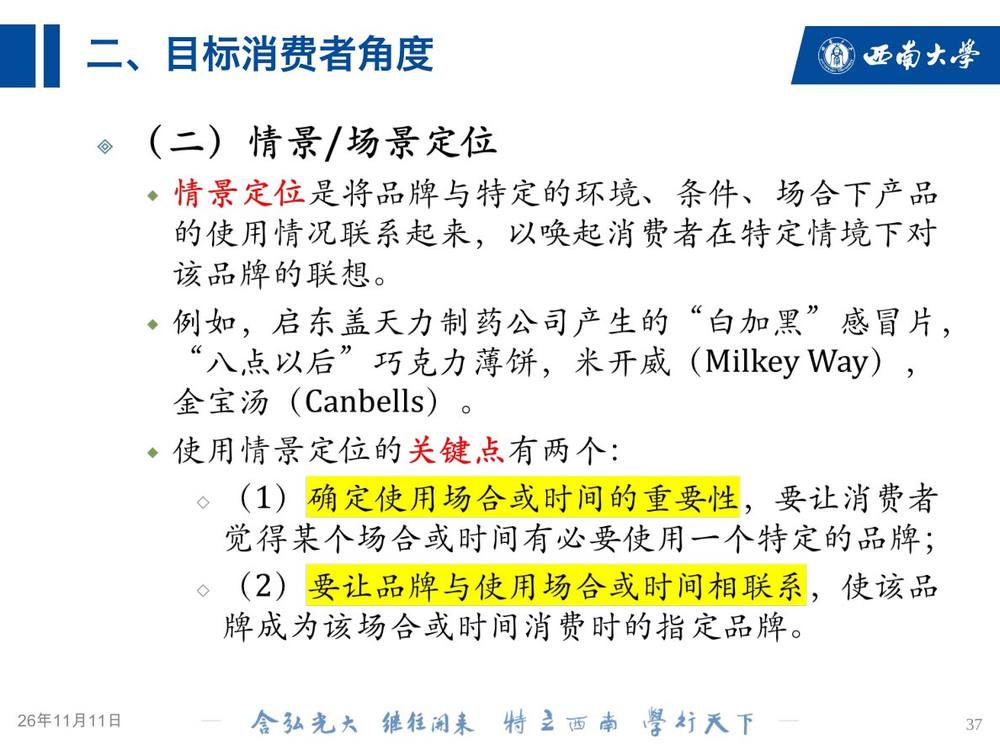 二、目标消费者角度
西南大学
（二）情景/场景定位
情景定位是将品牌与特定的环境、条件、场合下产品
的使用情况联系起来，以唤起消费者在特定情境下对
该品牌的联想。
例如，启东盖天力制药公司产生的“白加黑”感冒片，
“八点以后”巧克力薄饼，米开威（Milkey Way），
金宝汤（Canbells）。
使用情景定位的关键点有两个：
（1）确定使用场合或时间的重要性，要让消费者
觉得某个场合或时间有必要使用一个特定的品牌；
（2）要让品牌与使用场合或时间相联系，使该品
牌成为该场合或时间消费时的指定品牌。
26年11月11日
含弘光大 继往开来 特立西南 学行天下
37